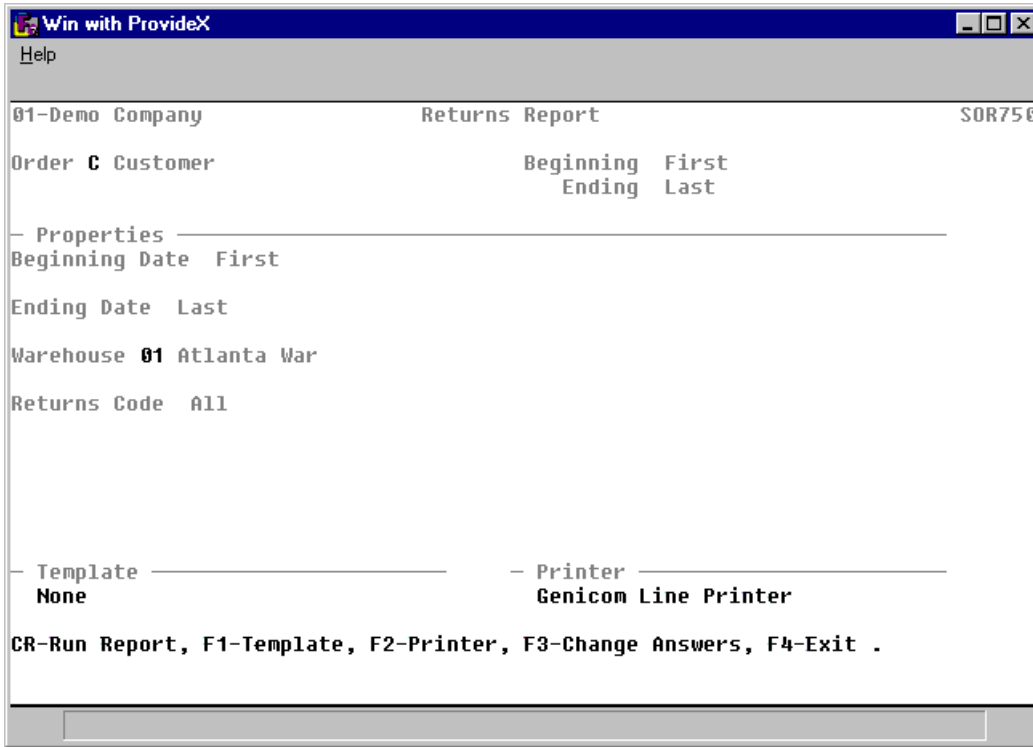 Win with ProvideX
Help
01-Demo Company Returns Report SOR750
Order C Customer Beginning First
Ending Last
Properties
Beginning Date First
Ending Date Last
Warehouse 01 Atlanta War
Returns Code All
Template Printer
None Genicom Line Printer
CR-Run Report, F1-Template, F2-Printer, F3-Change Answers, F4-Exit .